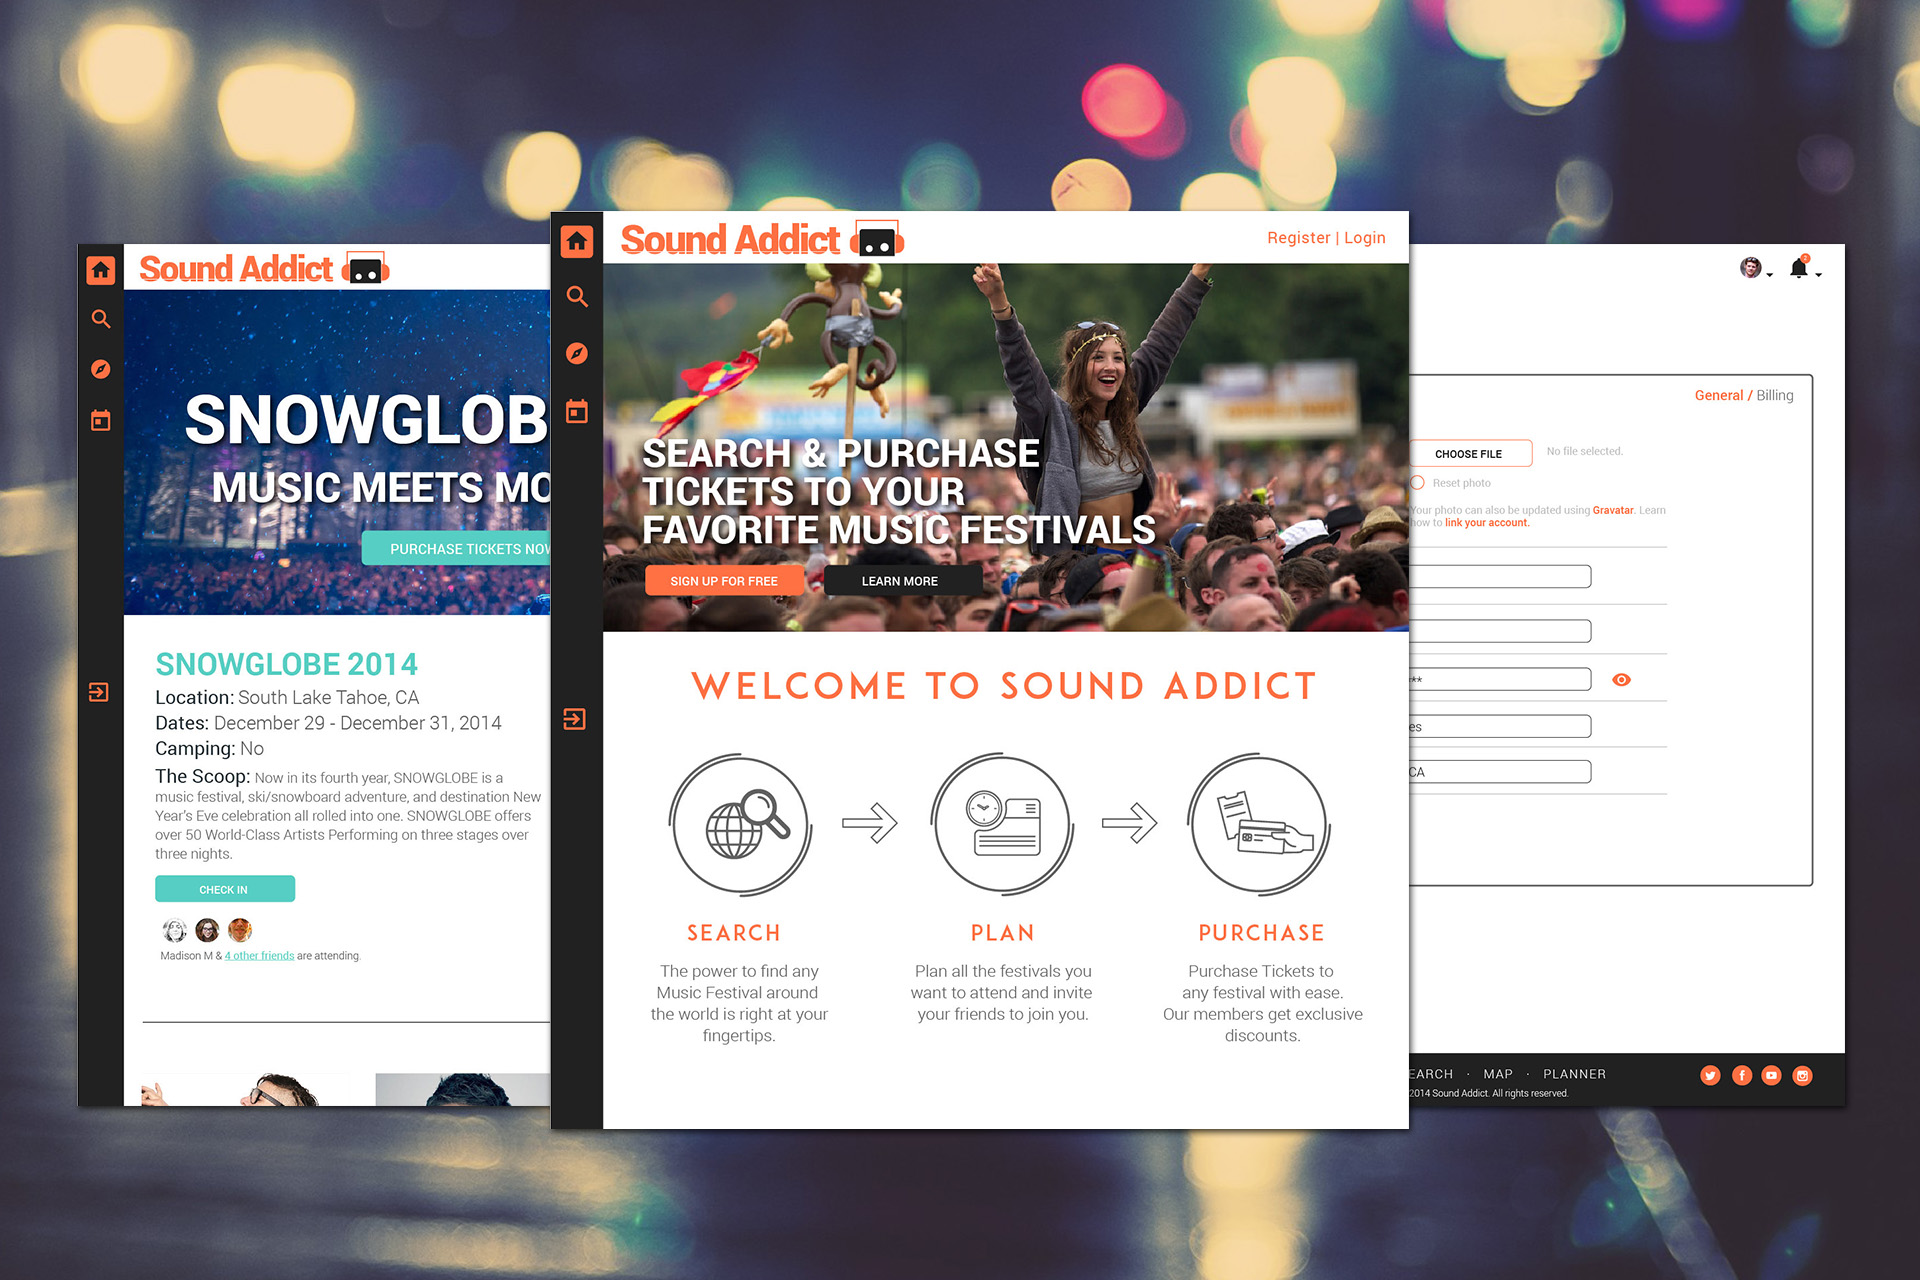 Sound Addict
SNOWGLOB
MUSIC MEETS MO
PURCHASE TICKETS NOW
SNOWGLOBE 2014
Location: South Lake Tahoe, CA
Dates: December 29 - December 31, 2014
Camping: No
The Scoop: Now in its fourth year, SNOWGLOBE is a
music festival, ski/snowboard adventure, and destination New
Year's Eve celebration all rolled into one. SNOWGLOBE offers
over 50 World-Class Artists Performing on three stages over
three nights.
CHECK IN
Madison M & 4 other friends are attending.
Sound Addict
Register | Login
SEARCH & PURCHASE
TICKETS TO YOUR
FAVORITE MUSIC FESTIVALS
SIGN UP FOR FREE
LEARN MORE
WELCOME TO SOUND ADDICT
SEARCH
The power to find any
Music Festival around
the world is right at your
fingertips.
PLAN
Plan all the festivals you
want to attend and invite
your friends to join you.
PURCHASE
Purchase Tickets to
any festival with ease.
Our members get exclusive
discounts.
General / Billing
CHOOSE FILE
No file selected.
Reset photo
Your photo can also be updated using Gravatar. Learn
how to link your account.
**
es
CA
EARCH · MAP · PLANNER
2014 Sound Addict. All rights reserved.